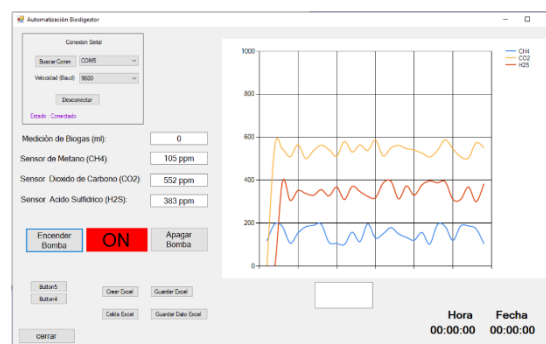 Automatización Biodigestor
Conexión Serial
Buscar Comm
COM5
Velocidad (Baud)
9600
Desconectar
Estado : Conectado
Medición de Biogas (ml):
0
Sensor de Metano (CH4):
105 ppm
Sensor Dioxido de Carbono (CO2):
552 ppm
Sensor Acido Sulfidrico (H2S):
383 ppm
Encender
Bomba
ON
Apagar
Bomba
Button5
Button4
Crear Excel
Guardar Excel
Celda Excel
Guardar Dato Excel
cerrar
1000
800
600
400
200
0
CH4
CO2
H2S
Hora
Fecha
00:00:00
00:00:00